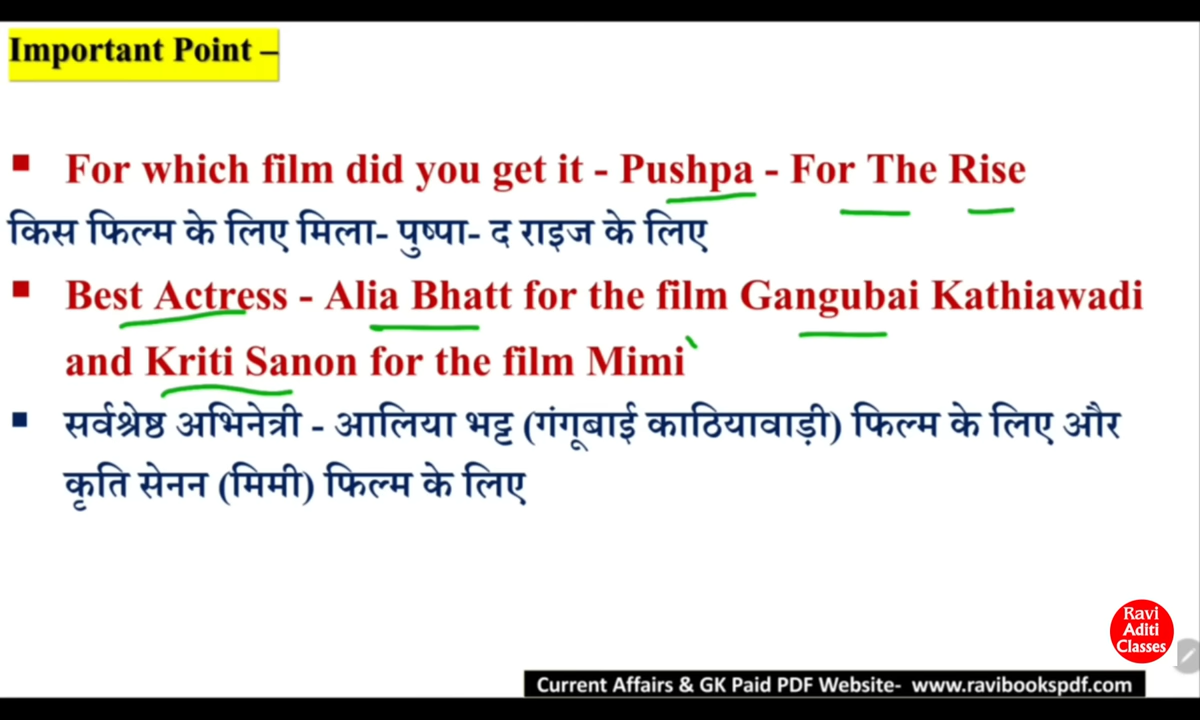 Important Point –
▪ For which film did you get it - Pushpa - For The Rise
किस फिल्म के लिए मिला- पुष्पा- द राइज के लिए
▪ Best Actress - Alia Bhatt for the film Gangubai Kathiawadi
and Kriti Sanon for the film Mimi
▪ सर्वश्रेष्ठ अभिनेत्री - आलिया भट्ट (गंगूबाई काठियावाड़ी) फिल्म के लिए और
कृति सेनन (मिमी) फिल्म के लिए
Ravi
Aditi
Classes
Current Affairs & GK Paid PDF Website- www.ravibookspdf.com